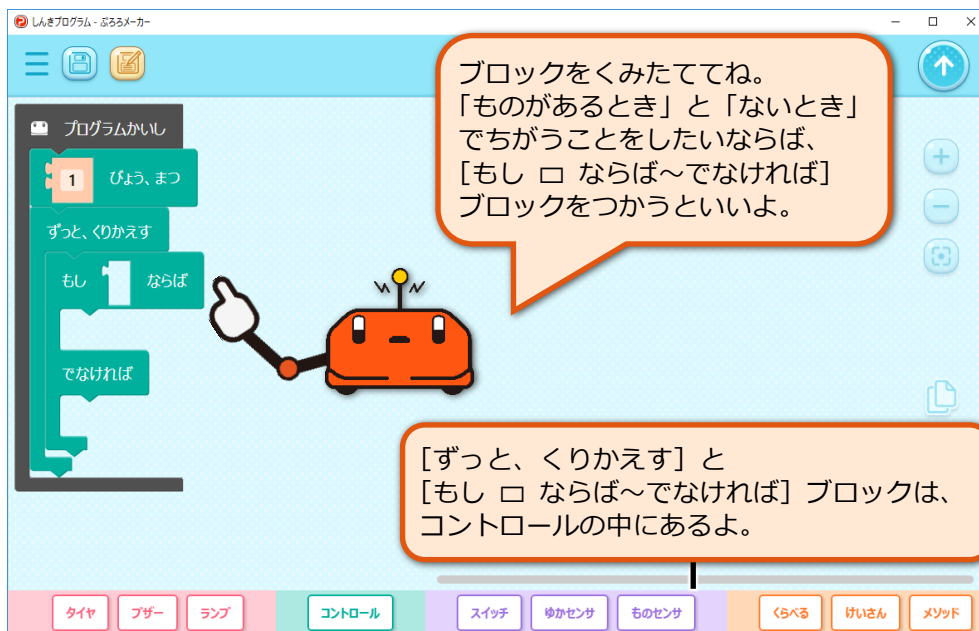 しんきプログラム - ぷろろメーカー
ブロックをくみたててね。
「ものがあるとき」と「ないとき」
でちがうことをしたいならば、
[もし ロ ならば～でなければ]
ブロックをつかうといいよ。
プログラムかいし
1 びょう、まつ
ずっと、くりかえす
もし ならば
でなければ
[ずっと、くりかえす] と
[もし ロ ならば～でなければ] ブロックは、
コントロールの中にあるよ。
タイヤ ブザー ランプ コントロール スイッチ ゆかセンサ ものセンサ くらべる けいさん メソッド